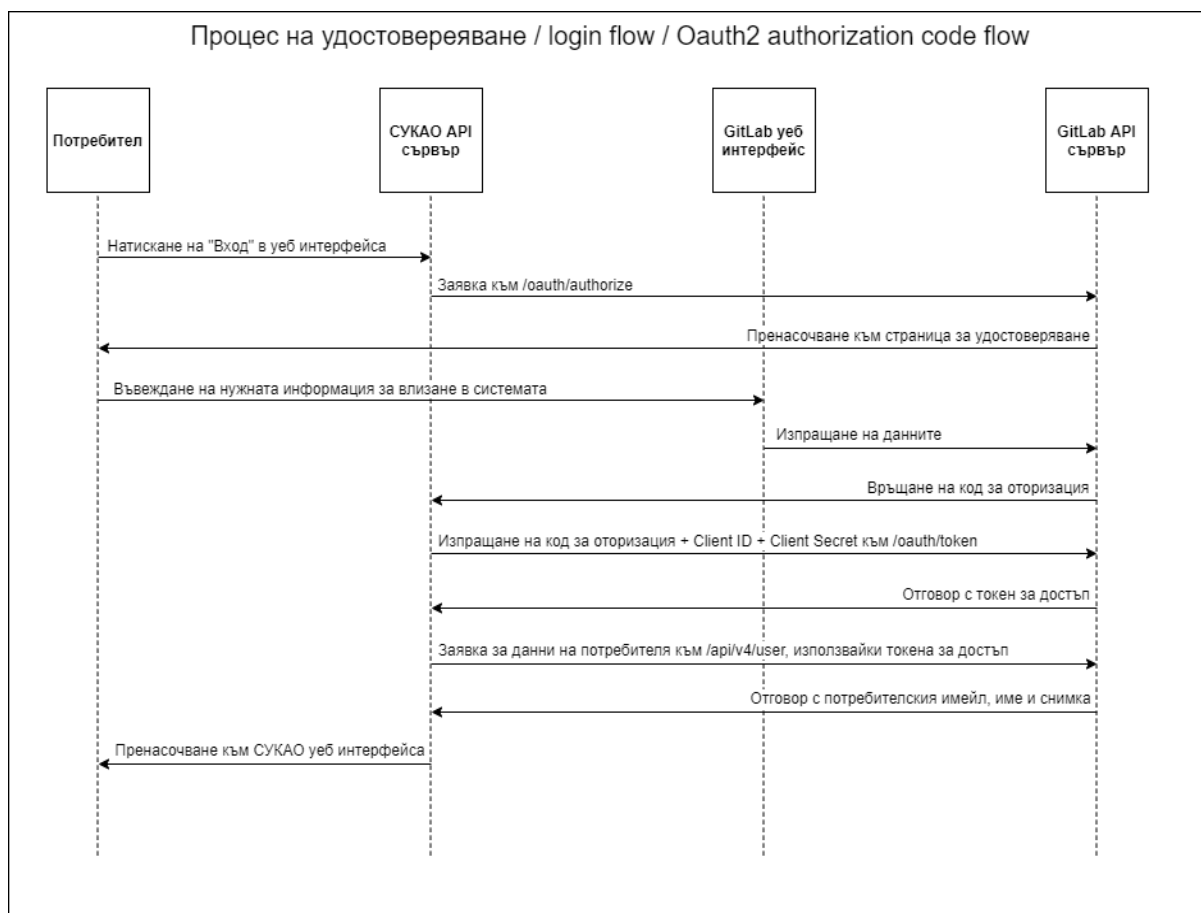 Процес на удостоверяеване / login flow / Oauth2 authorization code flow
Потребител
СУКАО API
сървър
GitLab уеб
интерфейс
GitLab API
сървър
Натискане на "Вход" в уеб интерфейса
Заявка към /oauth/authorize
Пренасочване към страница за удостоверяване
Въвеждане на нужната информация за влизане в системата
Изпращане на данните
Връщане на код за оторизация
Изпращане на код за оторизация + Client ID + Client Secret към /oauth/token
Отговор с токен за достъп
Заявка за данни на потребителя към /api/v4/user, използвайки токена за достъп
Отговор с потребителския имейл, име и снимка
Пренасочване към СУКАО уеб интерфейса